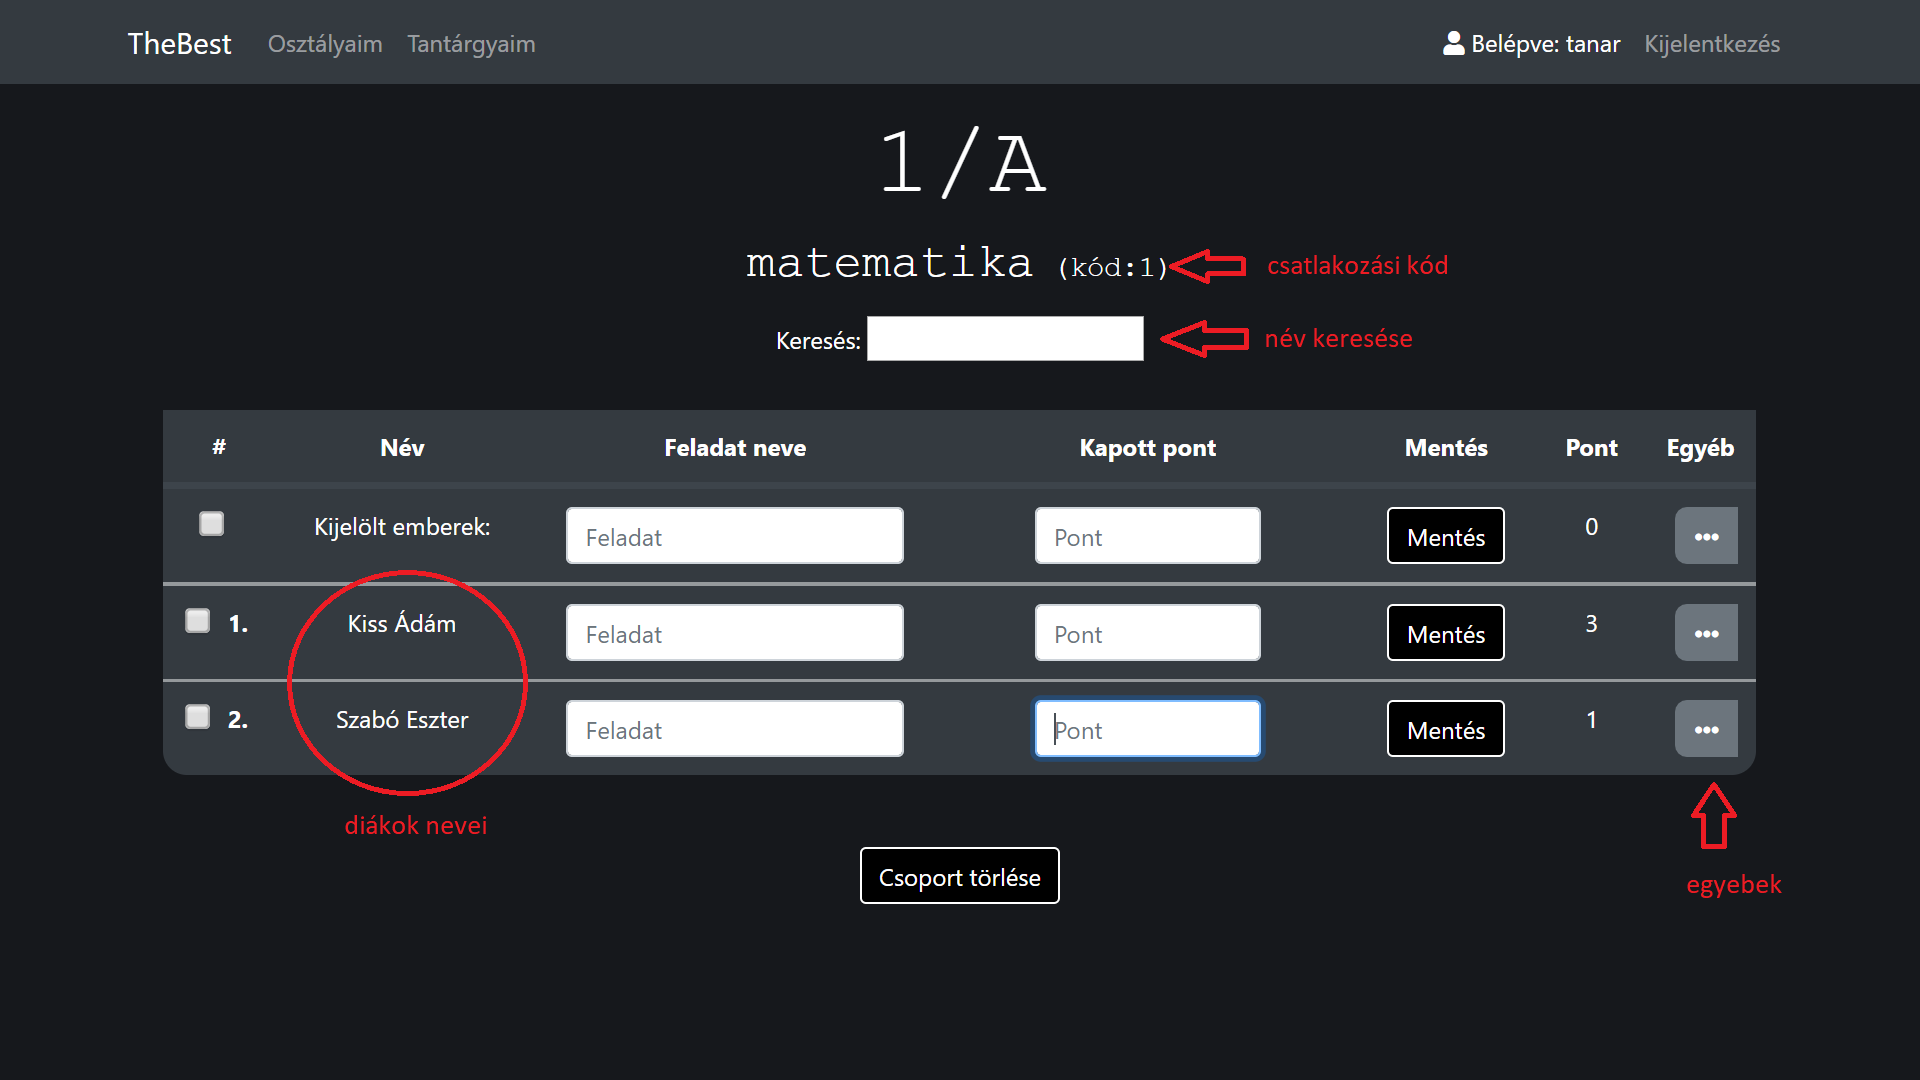 TheBest Osztályaim Tantárgyaim Belépve: tanar Kijelentkezés
1/A
matematika (kód:1) csatlakozási kód
Keresés: név keresése
# Név Feladat neve Kapott pont Mentés Pont Egyéb
Kijelölt emberek: Feladat Pont Mentés 0 •••
1. Kiss Ádám Feladat Pont Mentés 3 •••
2. Szabó Eszter Feladat Pont Mentés 1 •••
diákok nevei
Csoport törlése
egyebek